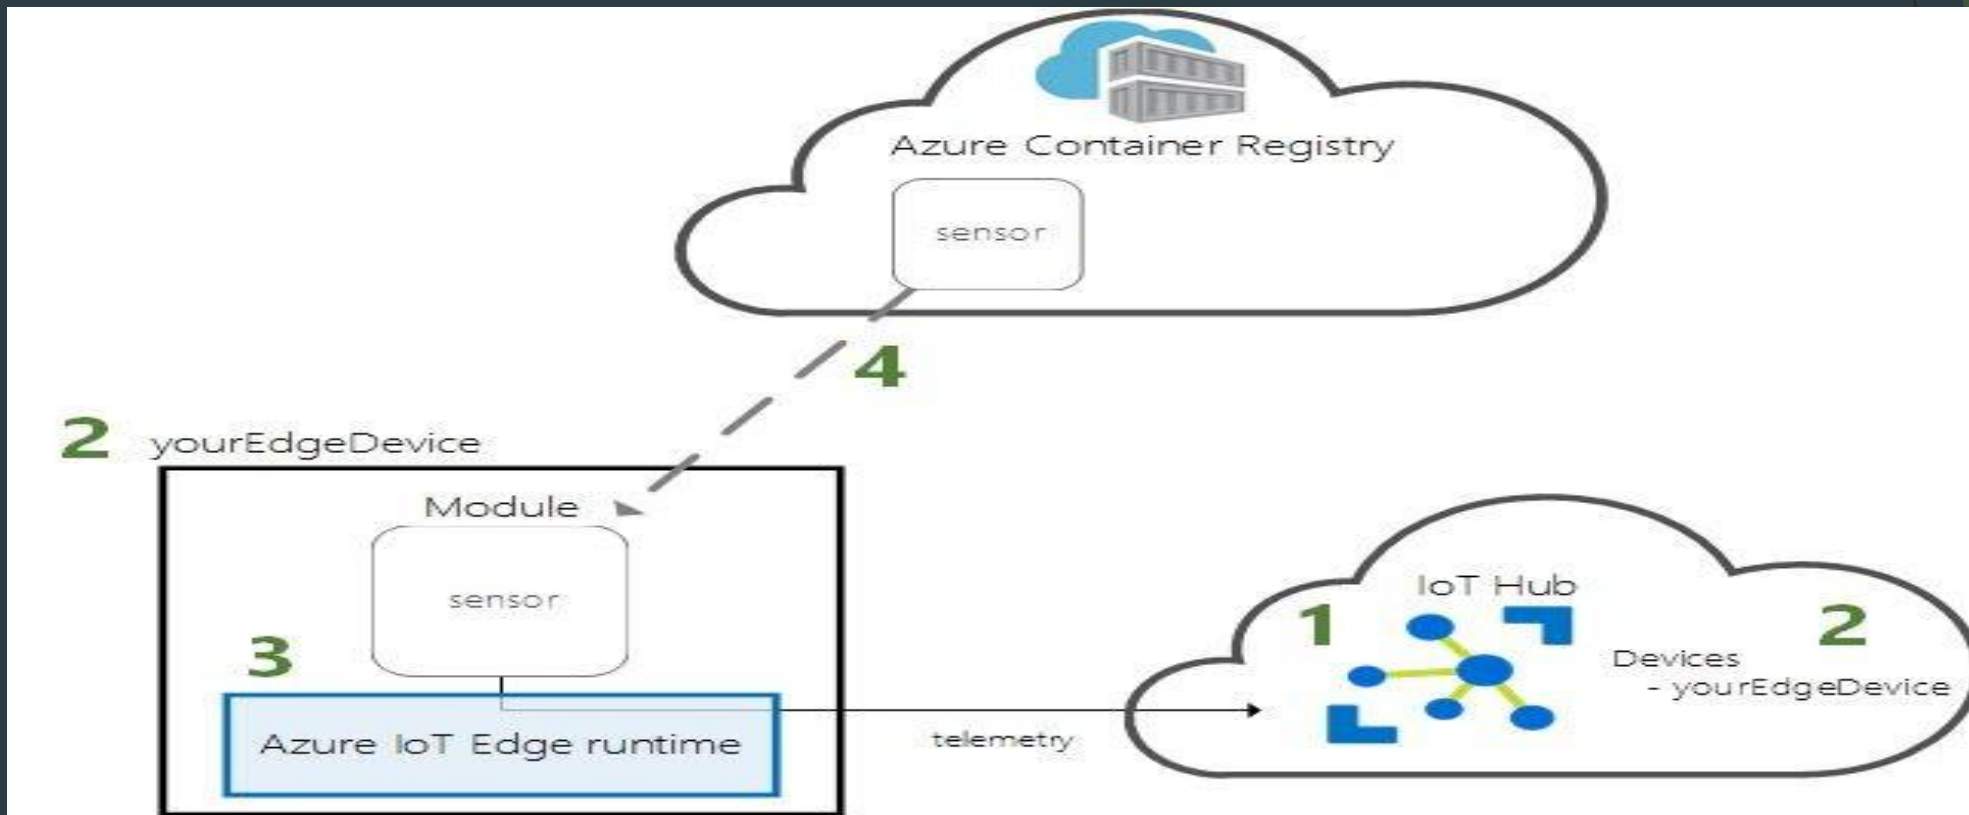 Azure Container Registry
sensor
4
2 yourEdgeDevice
Module
sensor
3
Azure IoT Edge runtime
telemetry
IoT Hub
1
2
Devices
- yourEdgeDevice